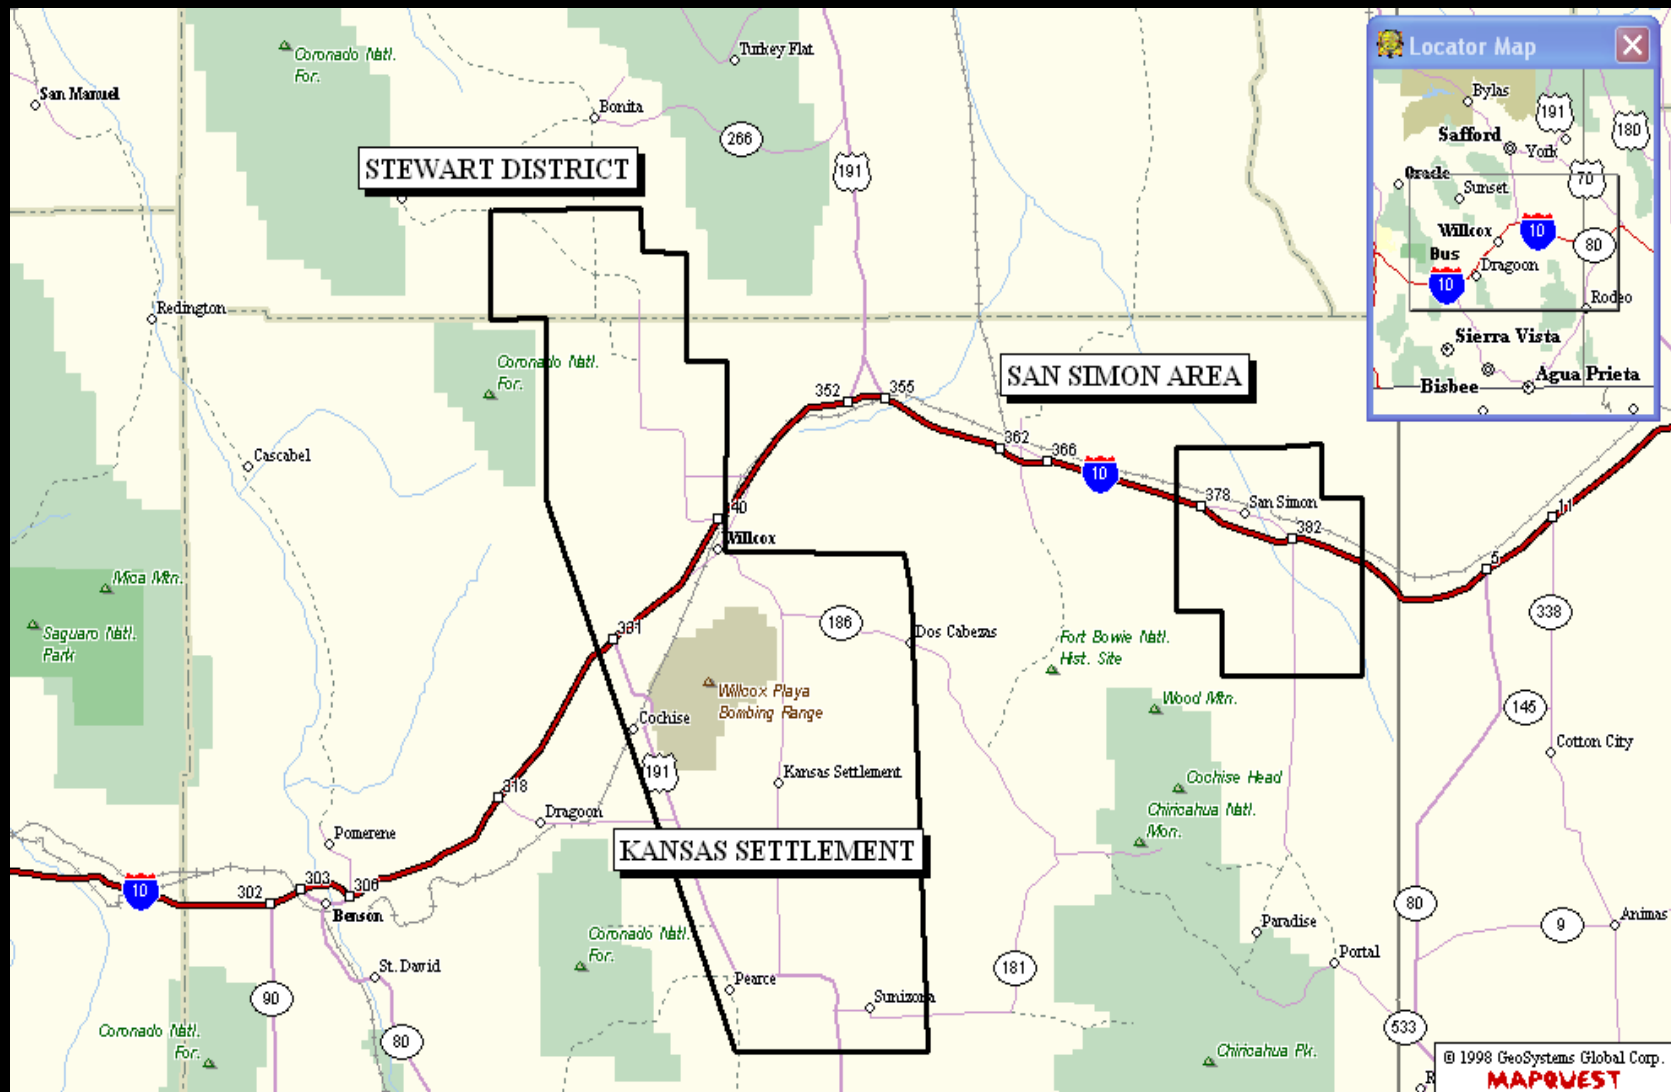 Coronado Natl.
For.
Turkey Flat
San Manuel
Bonita
266
191
STEWART DISTRICT
Redington
Coronado Natl.
For.
352
355
SAN SIMON AREA
362
366
10
378
San Simon
382
Cascabel
40
Willcox
5
11
Mica Mtn.
Saguaro Natl.
Park
331
186
Dos Cabezas
Fort Bowie Natl.
Hist. Site
338
Willcox Playa
Bombing Range
Wood Mtn.
145
Cochise
191
Kansas Settlement
Cochise Head
Cotton City
318
Dragoon
Chiricahua Natl.
Mon.
Pomerene
KANSAS SETTLEMENT
10
302
303
306
Benson
80
9
Animas
Paradise
Portal
Coronado Natl.
For.
St. David
Pearce
181
Sunizona
90
80
533
Coronado Natl.
For.
Chiricahua Pk.
© 1998 GeoSystems Global Corp.
MAPQUEST
Locator Map
Bylas
191
180
Safford
York
Oracle
70
Sunset
Willcox
10
80
Bus
Dragoon
10
Rodeo
Sierra Vista
Agua Prieta
Bisbee